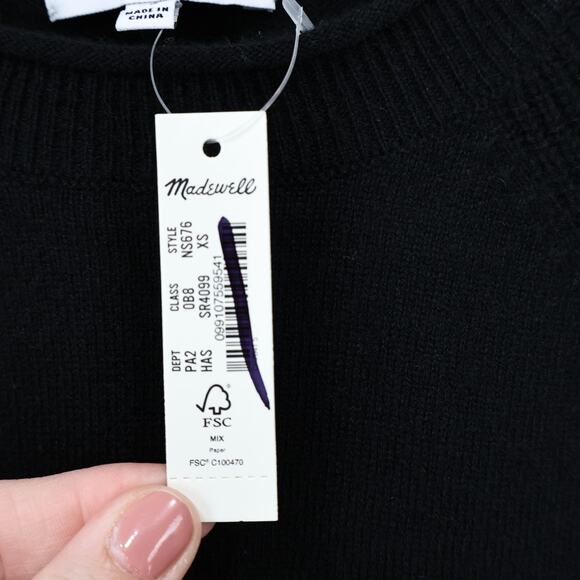 MADE IN
CHINA
Madewell
DEPT CLASS STYLE
PA2 0B8 NS676
HAS SR4099 XS
099107559541
FSC
MIX
Paper
FSC® C100470